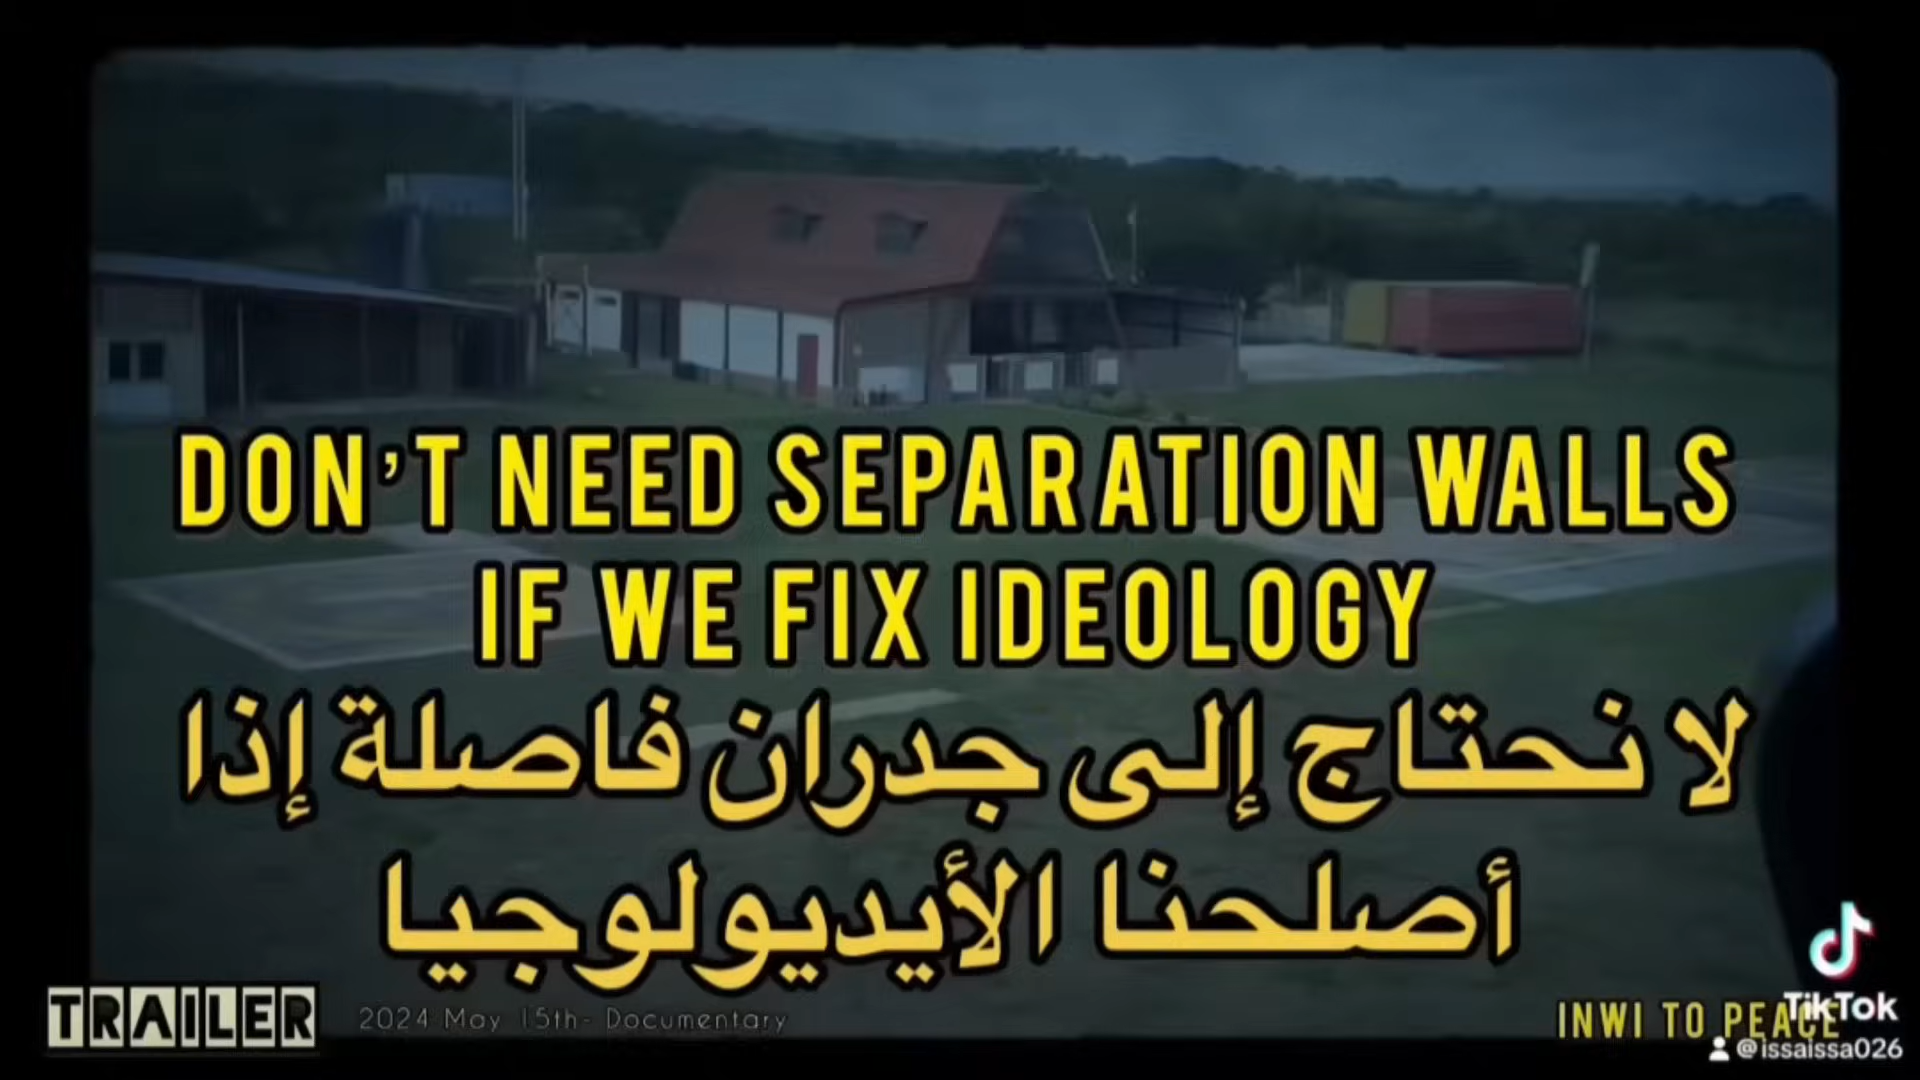 DON'T NEED SEPARATION WALLS
IF WE FIX IDEOLOGY
لا نحتاج إلى جدران فاصلة إذا
أصلحنا الأيديولوجيا
TRAILER
2024 May 15th- Documentary
INWI TO PEACE
TikTok
@issaissa026